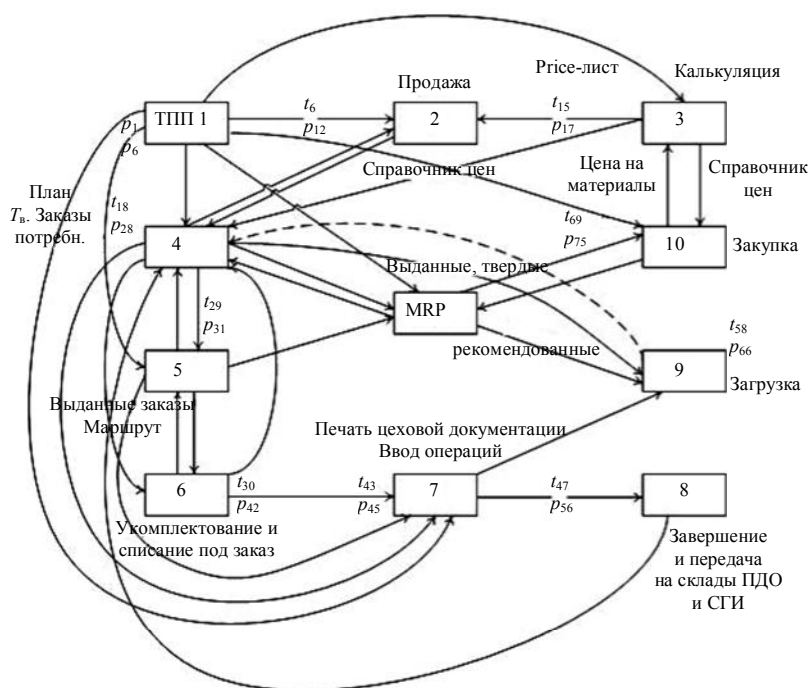 Price-лист
Калькуляция
Продажа
ТПП 1
t6
p12
2
t15
p17
3
p1
p6
Справочник цен
Цена на
материалы
Справочник
цен
План
Tв. Заказы
потребн.
t18
p28
4
t69
p75
10
Закупка
Выданные, твердые
MRP
t29
p31
рекомендованные
t58
p66
5
9
Загрузка
Выданные заказы
Маршрут
Печать цеховой документации
Ввод операций
6
t30
p42
t43
p45
7
t47
p56
8
Укомплектование и
списание под заказ
Завершение
и передача
на склады ПДО
и СГИ